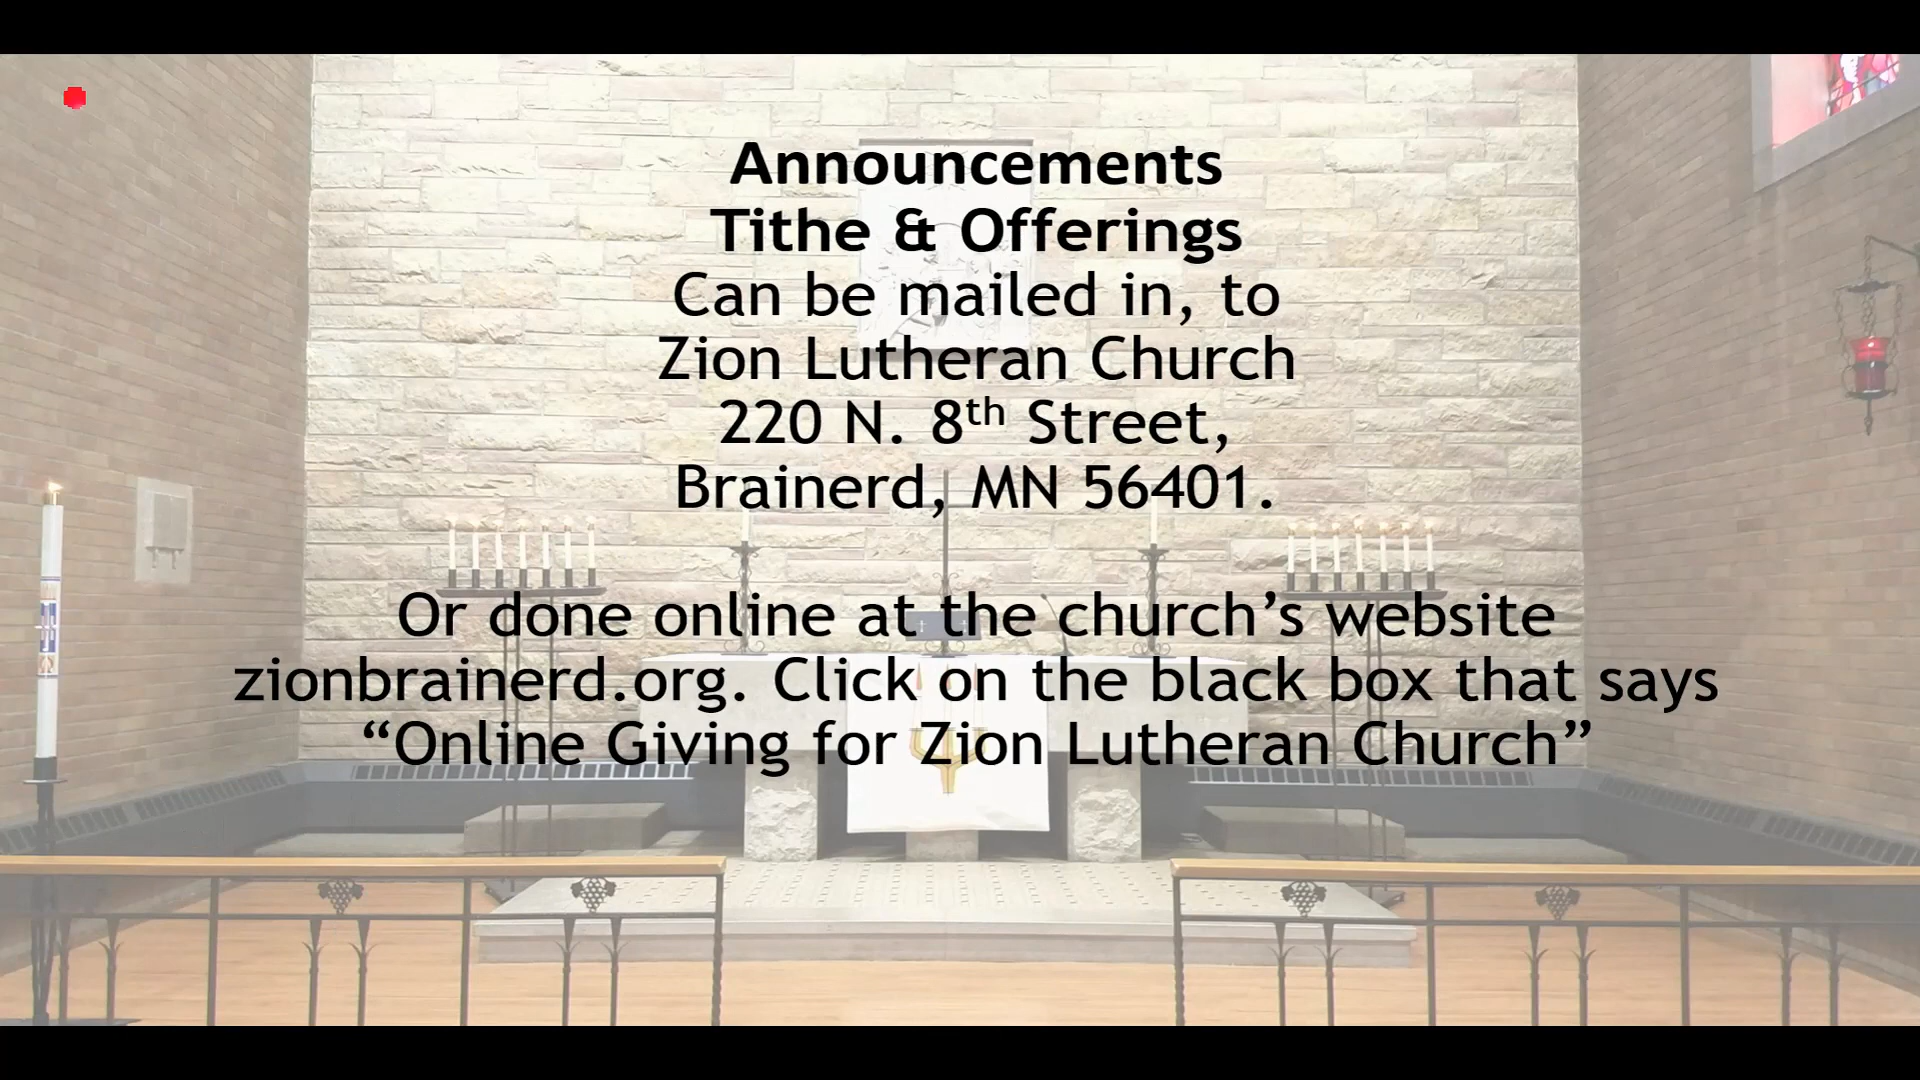 Announcements
Tithe & Offerings
Can be mailed in, to
Zion Lutheran Church
220 N. 8th Street,
Brainerd, MN 56401.
Or done online at the church’s website
zionbrainerd.org. Click on the black box that says
“Online Giving for Zion Lutheran Church”